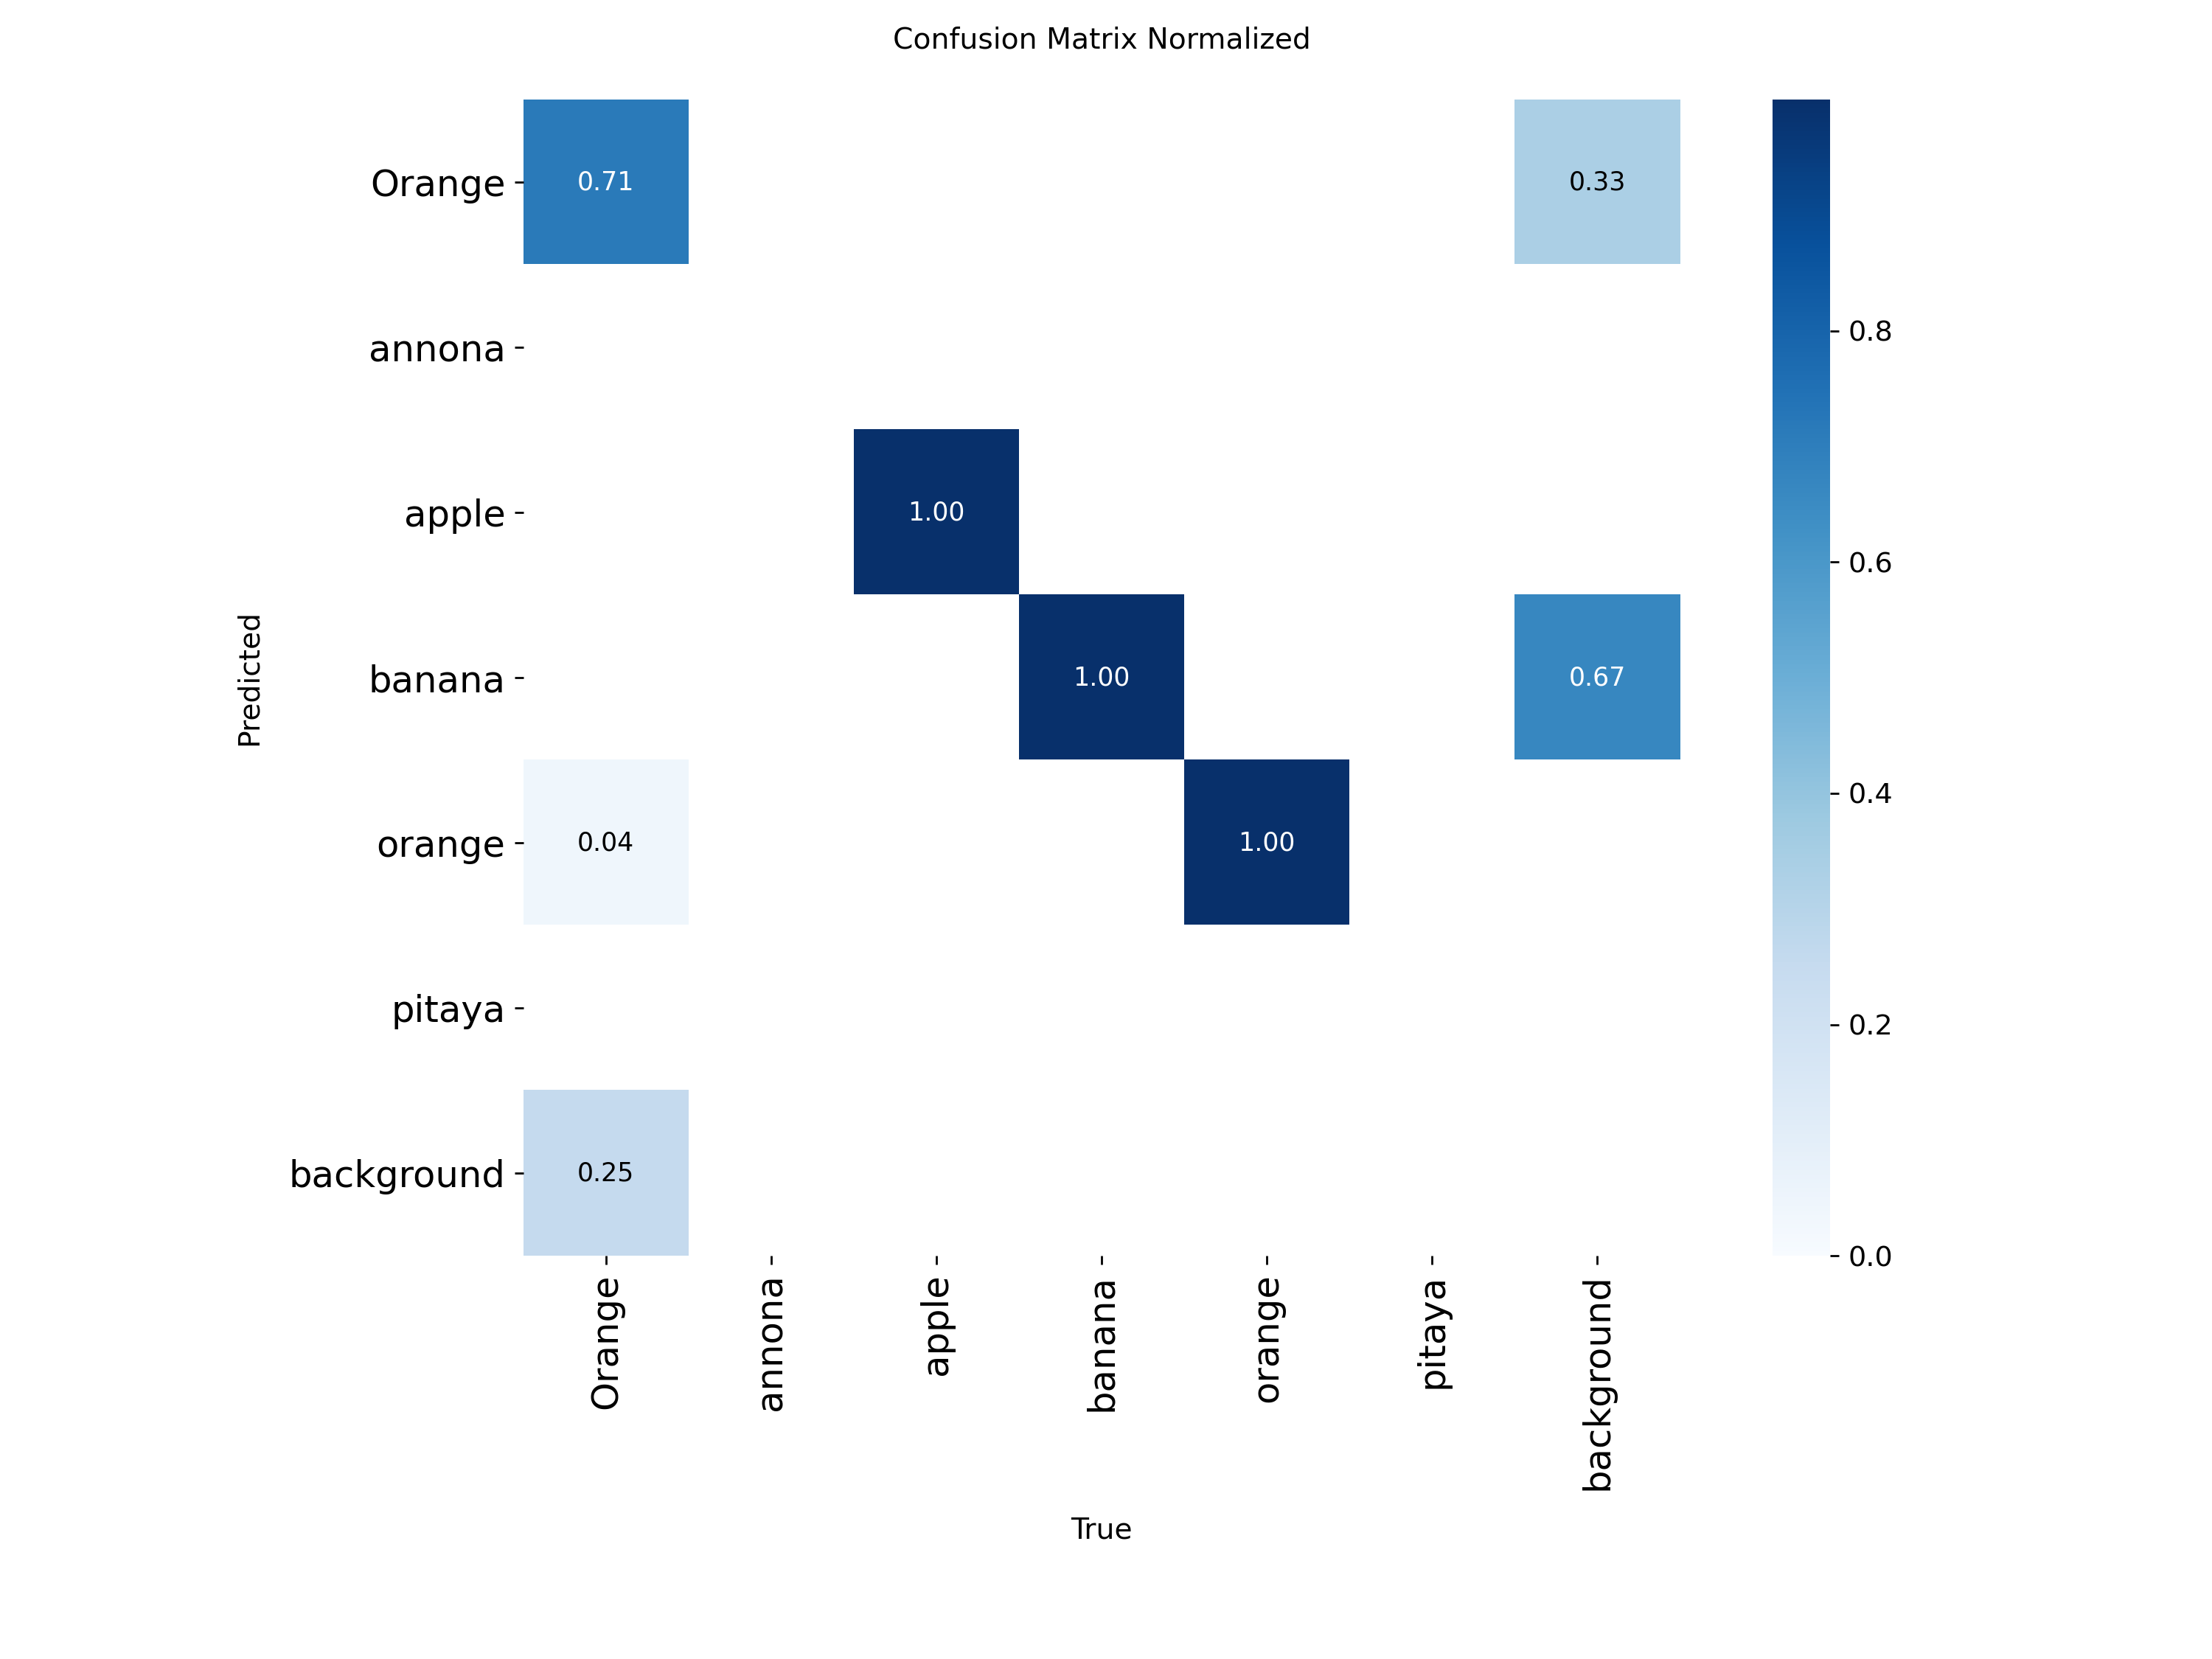 Confusion Matrix Normalized
Orange
0.71
0.33
annona
apple
1.00
banana
1.00
0.67
orange
0.04
1.00
pitaya
background
0.25
Predicted
Orange
annona
apple
banana
orange
pitaya
background
True
0.8
0.6
0.4
0.2
0.0